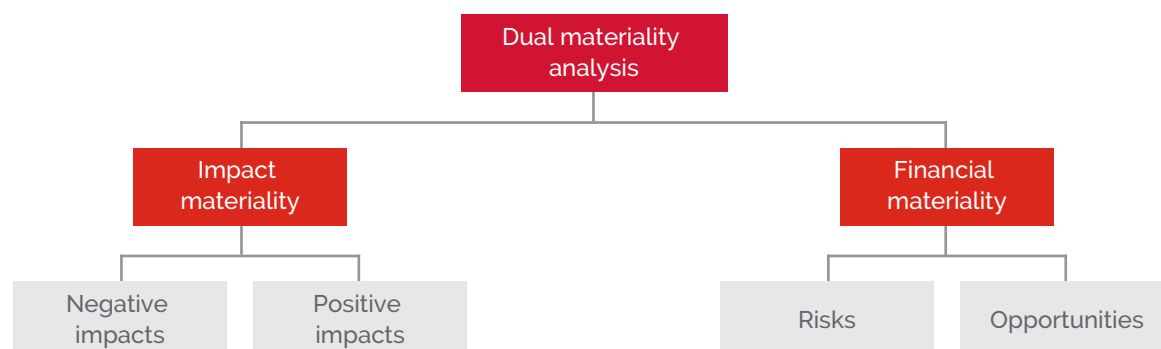 Dual materiality
analysis
Impact
materiality
Financial
materiality
Negative
impacts
Positive
impacts
Risks
Opportunities